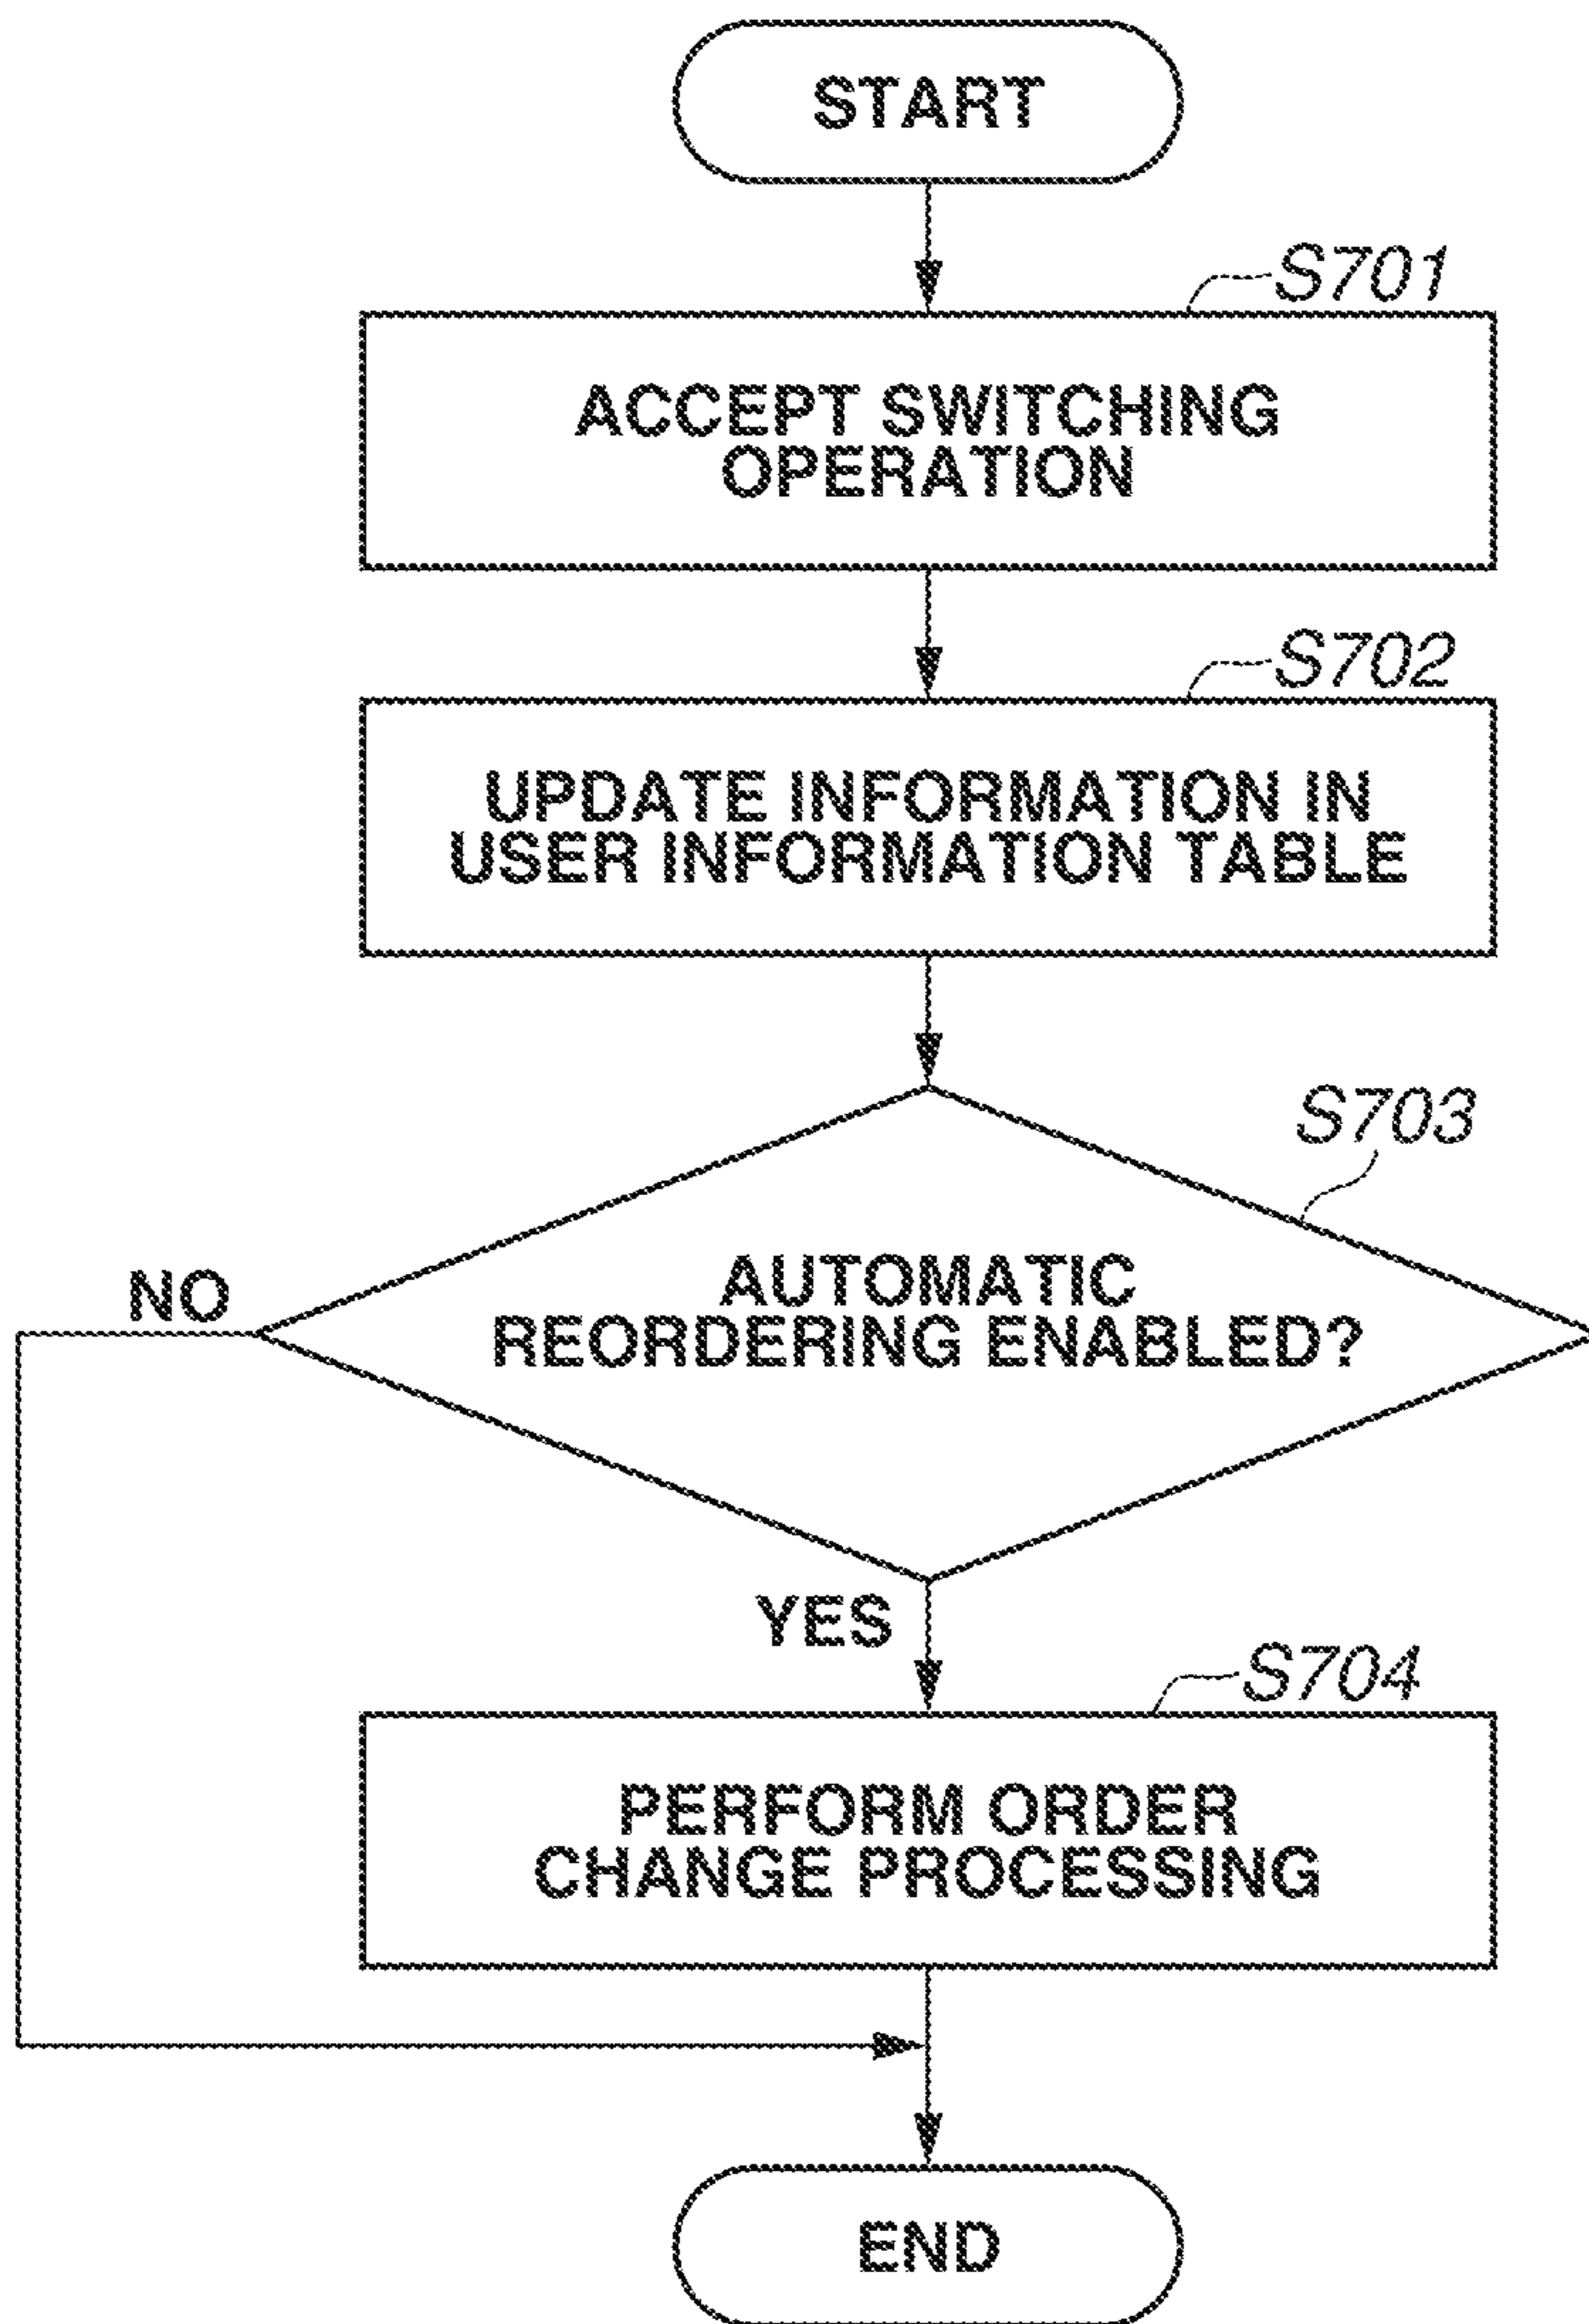 START
S701
ACCEPT SWITCHING
OPERATION
S702
UPDATE INFORMATION IN
USER INFORMATION TABLE
S703
AUTOMATIC
REORDERING ENABLED?
NO
YES
S704
PERFORM ORDER
CHANGE PROCESSING
END